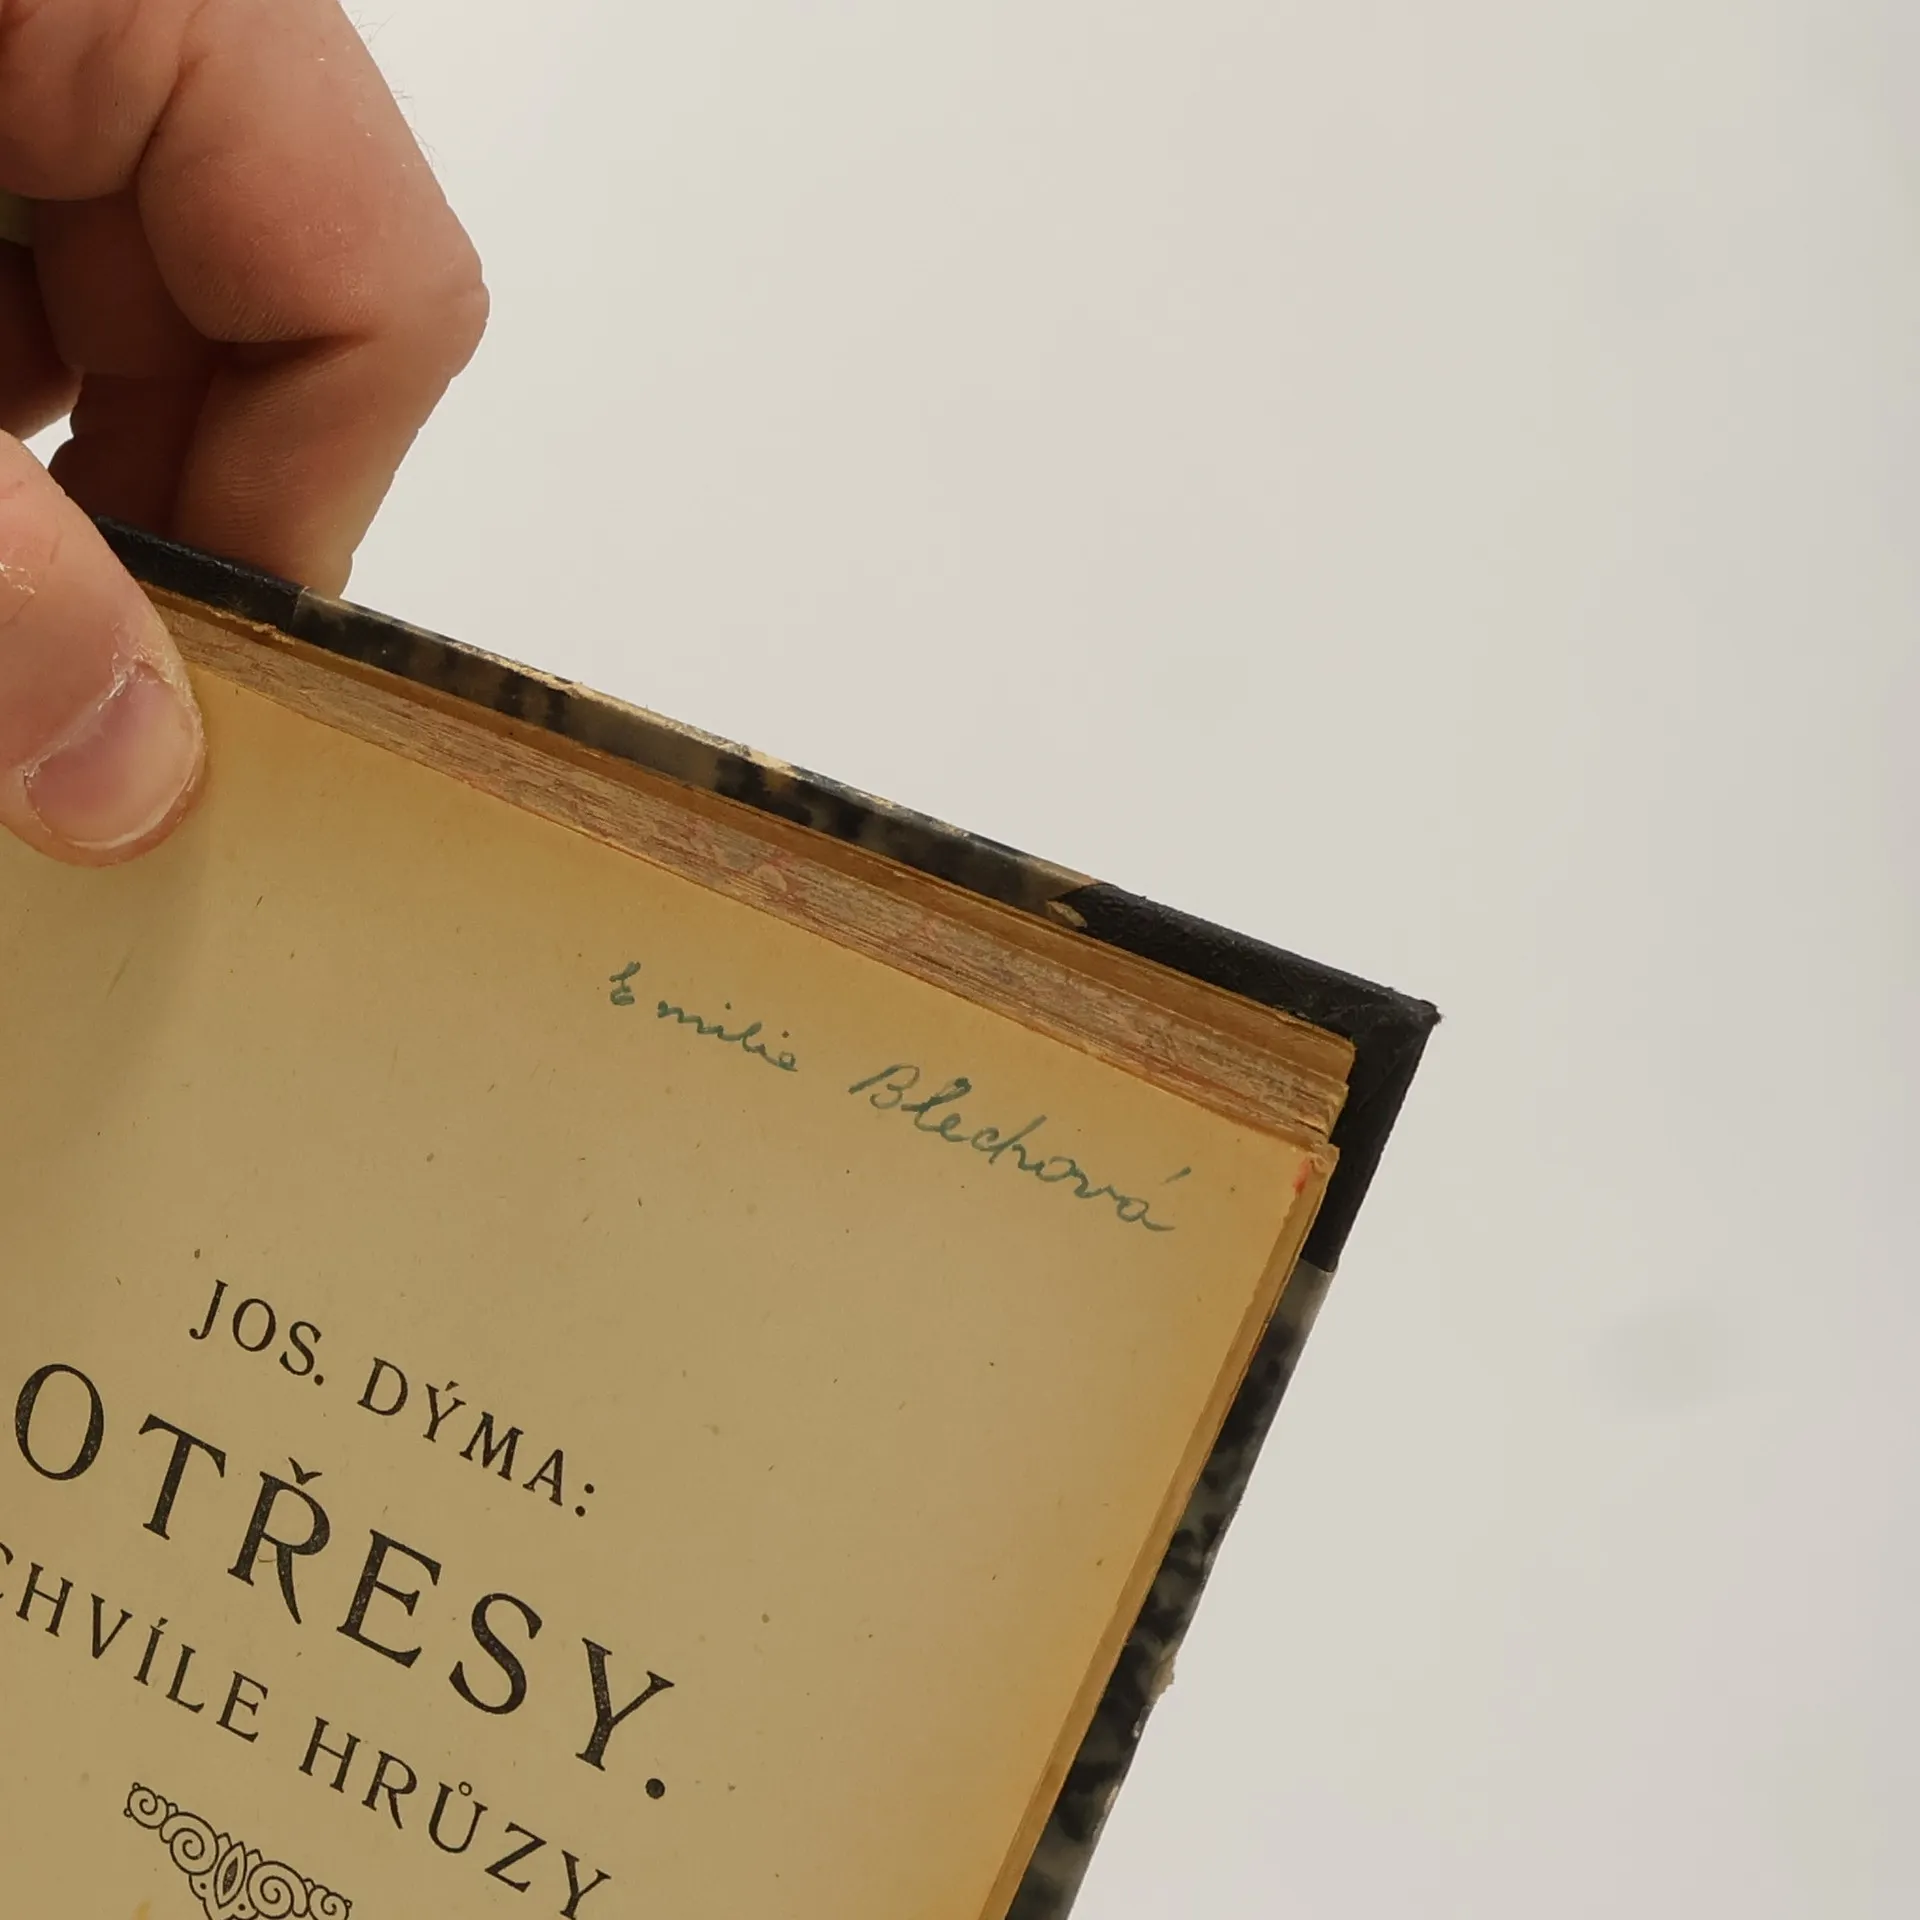 Emilie Blechová
JOS. DÝMA:
OTŘESY.
CHVÍLE HRŮZY